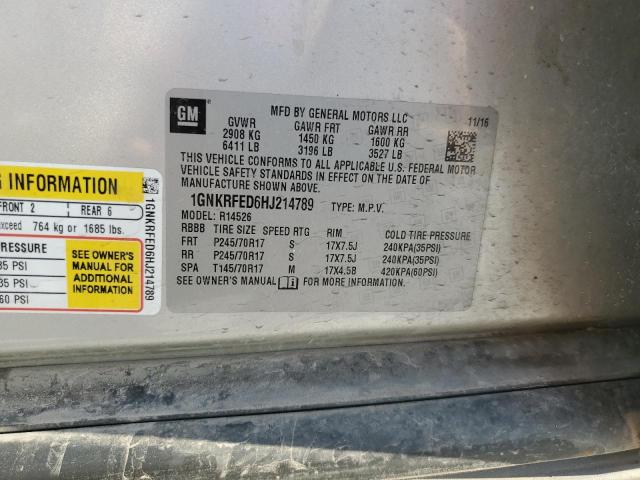 GM
MFD BY GENERAL MOTORS LLC 11/16
GVWR GAWR FRT GAWR RR
2908 KG 1450 KG 1600 KG
6411 LB 3196 LB 3527 LB
THIS VEHICLE CONFORMS TO ALL APPLICABLE U.S. FEDERAL MOTOR
VEHICLE SAFETY STANDARDS IN EFFECT ON THE DATE OF
MANUFACTURE SHOWN ABOVE.
1GNKRFED6HJ214789 TYPE: M.P.V.
MODEL: R14526
RBBB TIRE SIZE SPEED RTG RIM COLD TIRE PRESSURE
FRT P245/70R17 S 17X7.5J 240KPA(35PSI)
RR P245/70R17 S 17X7.5J 240KPA(35PSI)
SPA T145/70R17 M 17X4.5B 420KPA(60PSI)
SEE OWNER'S MANUAL FOR MORE INFORMATION.
INFORMATION
FRONT 2 REAR 6
exceed 764 kg or 1685 lbs.
PRESSURE
35 PSI
35 PSI
60 PSI
SEE OWNER'S
MANUAL FOR
ADDITIONAL
INFORMATION
1GNKRFED6HJ214789